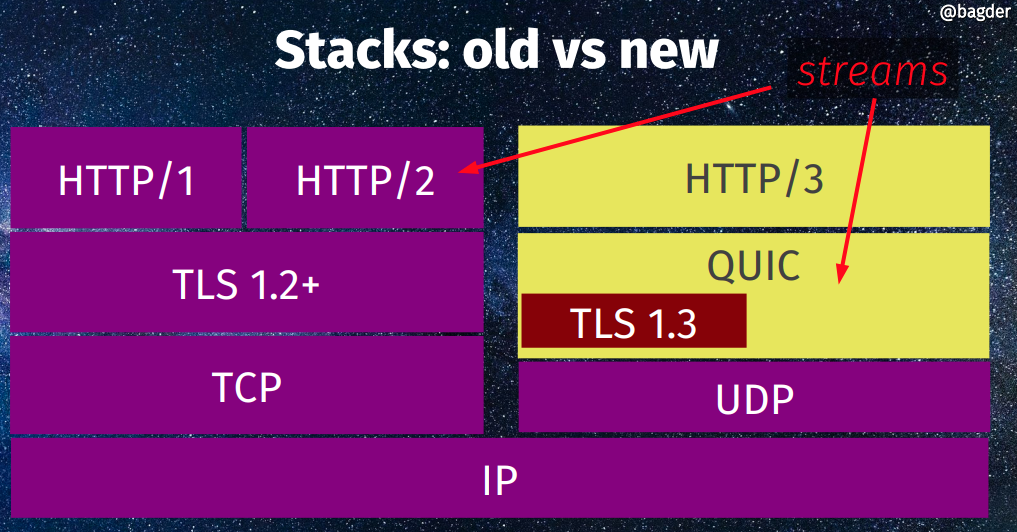 @bagder
Stacks: old vs new
streams
HTTP/1
HTTP/2
HTTP/3
TLS 1.2+
QUIC
TLS 1.3
TCP
UDP
IP